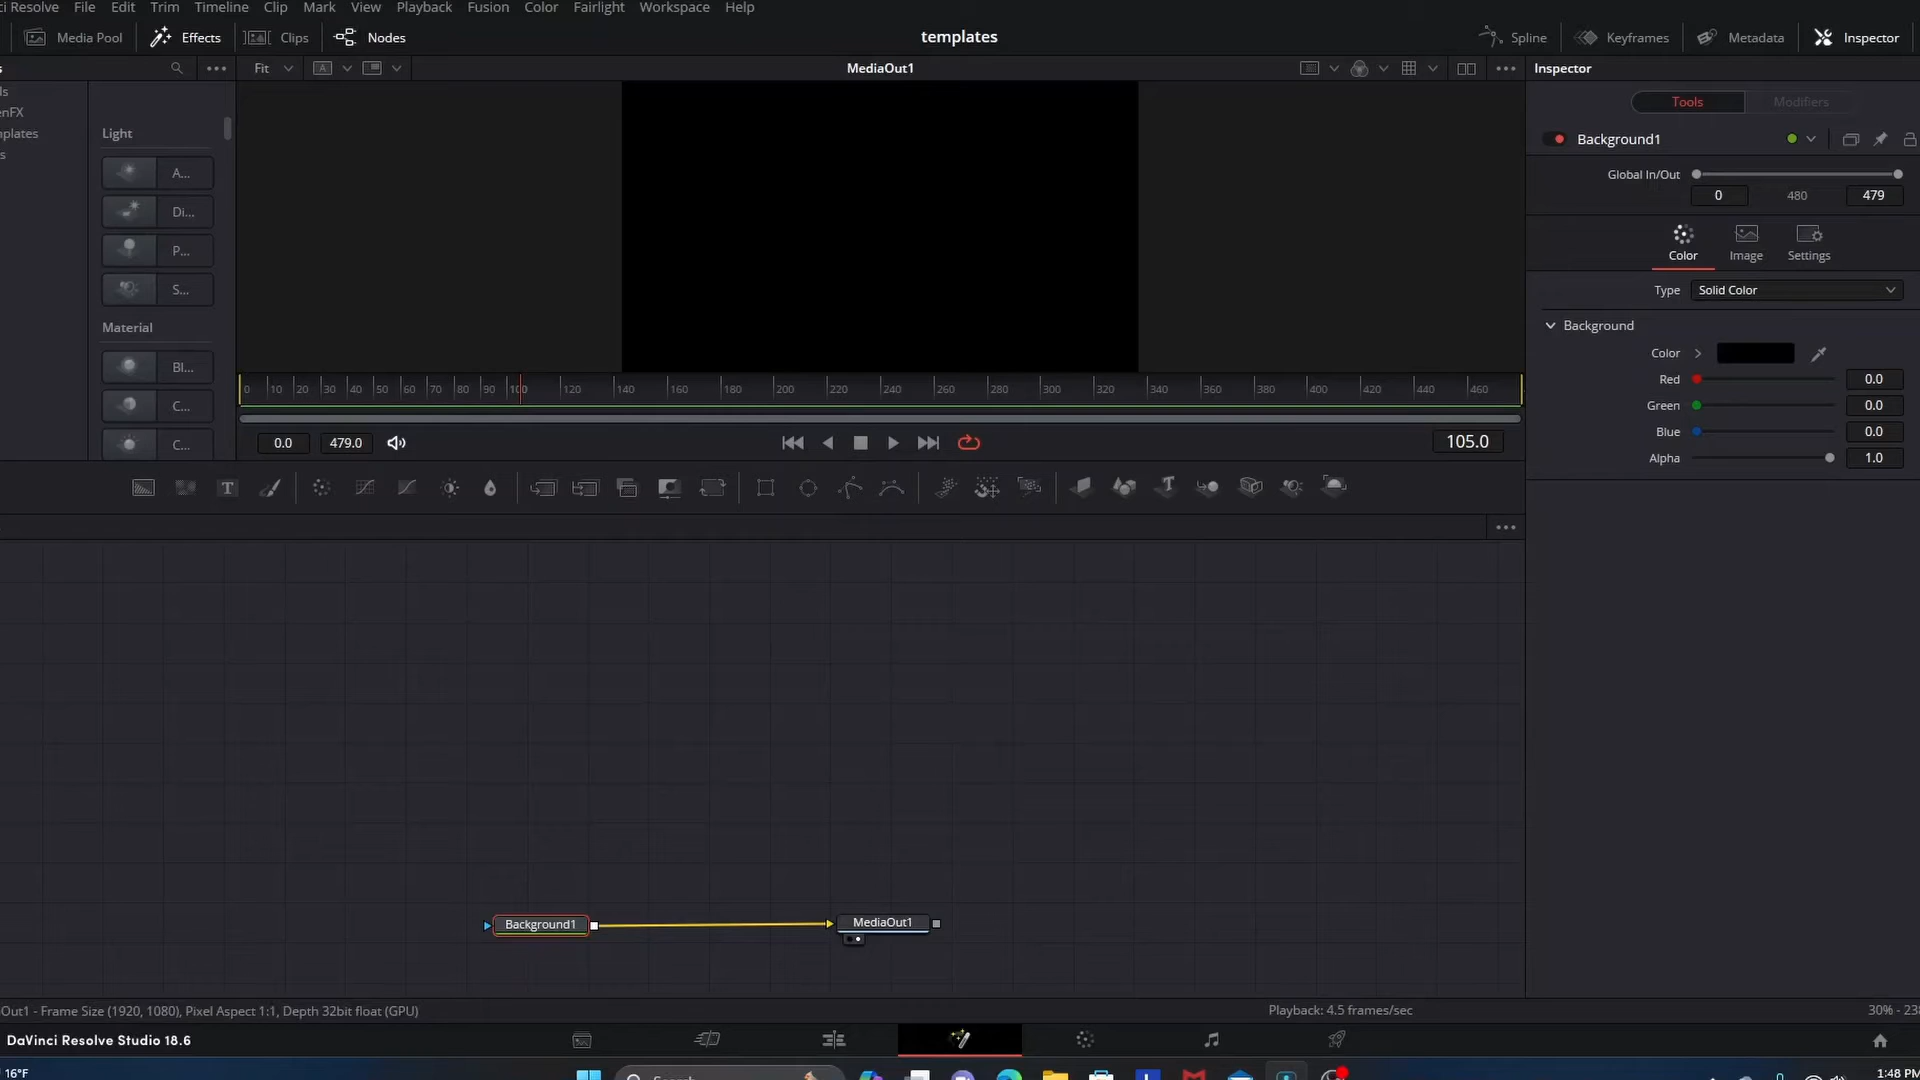 ci Resolve File Edit Trim Timeline Clip Mark View Playback Fusion Color Fairlight Workspace Help
Media Pool Effects Clips Nodes templates Spline Keyframes Metadata Inspector
s ••• Fit A MediaOut1 ••• Inspector
ls
enFX
nplates
s
Light
A...
Di...
P...
S...
Material
Bl...
C...
C...
Tools Modifiers
Background1
Global In/Out
0 480 479
Color Image Settings
Type Solid Color
Background
Color
Red 0.0
Green 0.0
Blue 0.0
Alpha 1.0
0 10 20 30 40 50 60 70 80 90 100 120 140 160 180 200 220 240 260 280 300 320 340 360 380 400 420 440 460
0.0 479.0 105.0
T T
•••
Background1 MediaOut1
Out1 - Frame Size (1920, 1080), Pixel Aspect 1:1, Depth 32bit float (GPU) Playback: 4.5 frames/sec 30% - 23
DaVinci Resolve Studio 18.6
16°F Search L 1:48 PM